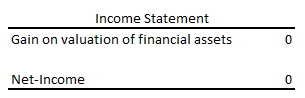 Income Statement
Gain on valuation of financial assets 0
Net-Income 0